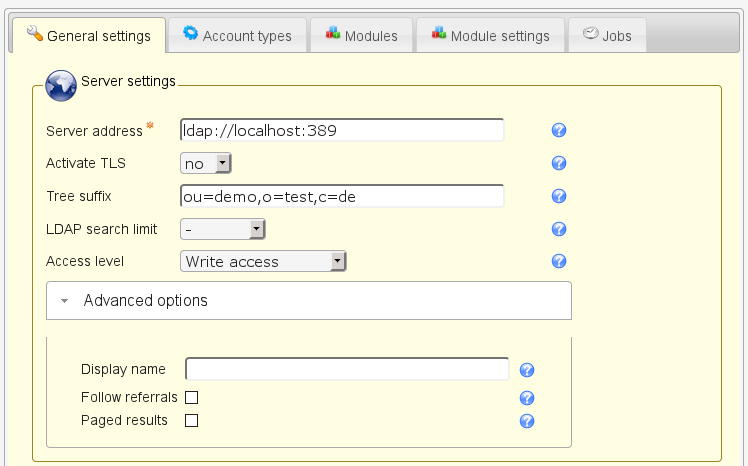 General settings
Account types
Modules
Module settings
Jobs
Server settings
Server address *
ldap://localhost:389
Activate TLS
no
Tree suffix
ou=demo,o=test,c=de
LDAP search limit
-
Access level
Write access
Advanced options
Display name
Follow referrals
Paged results